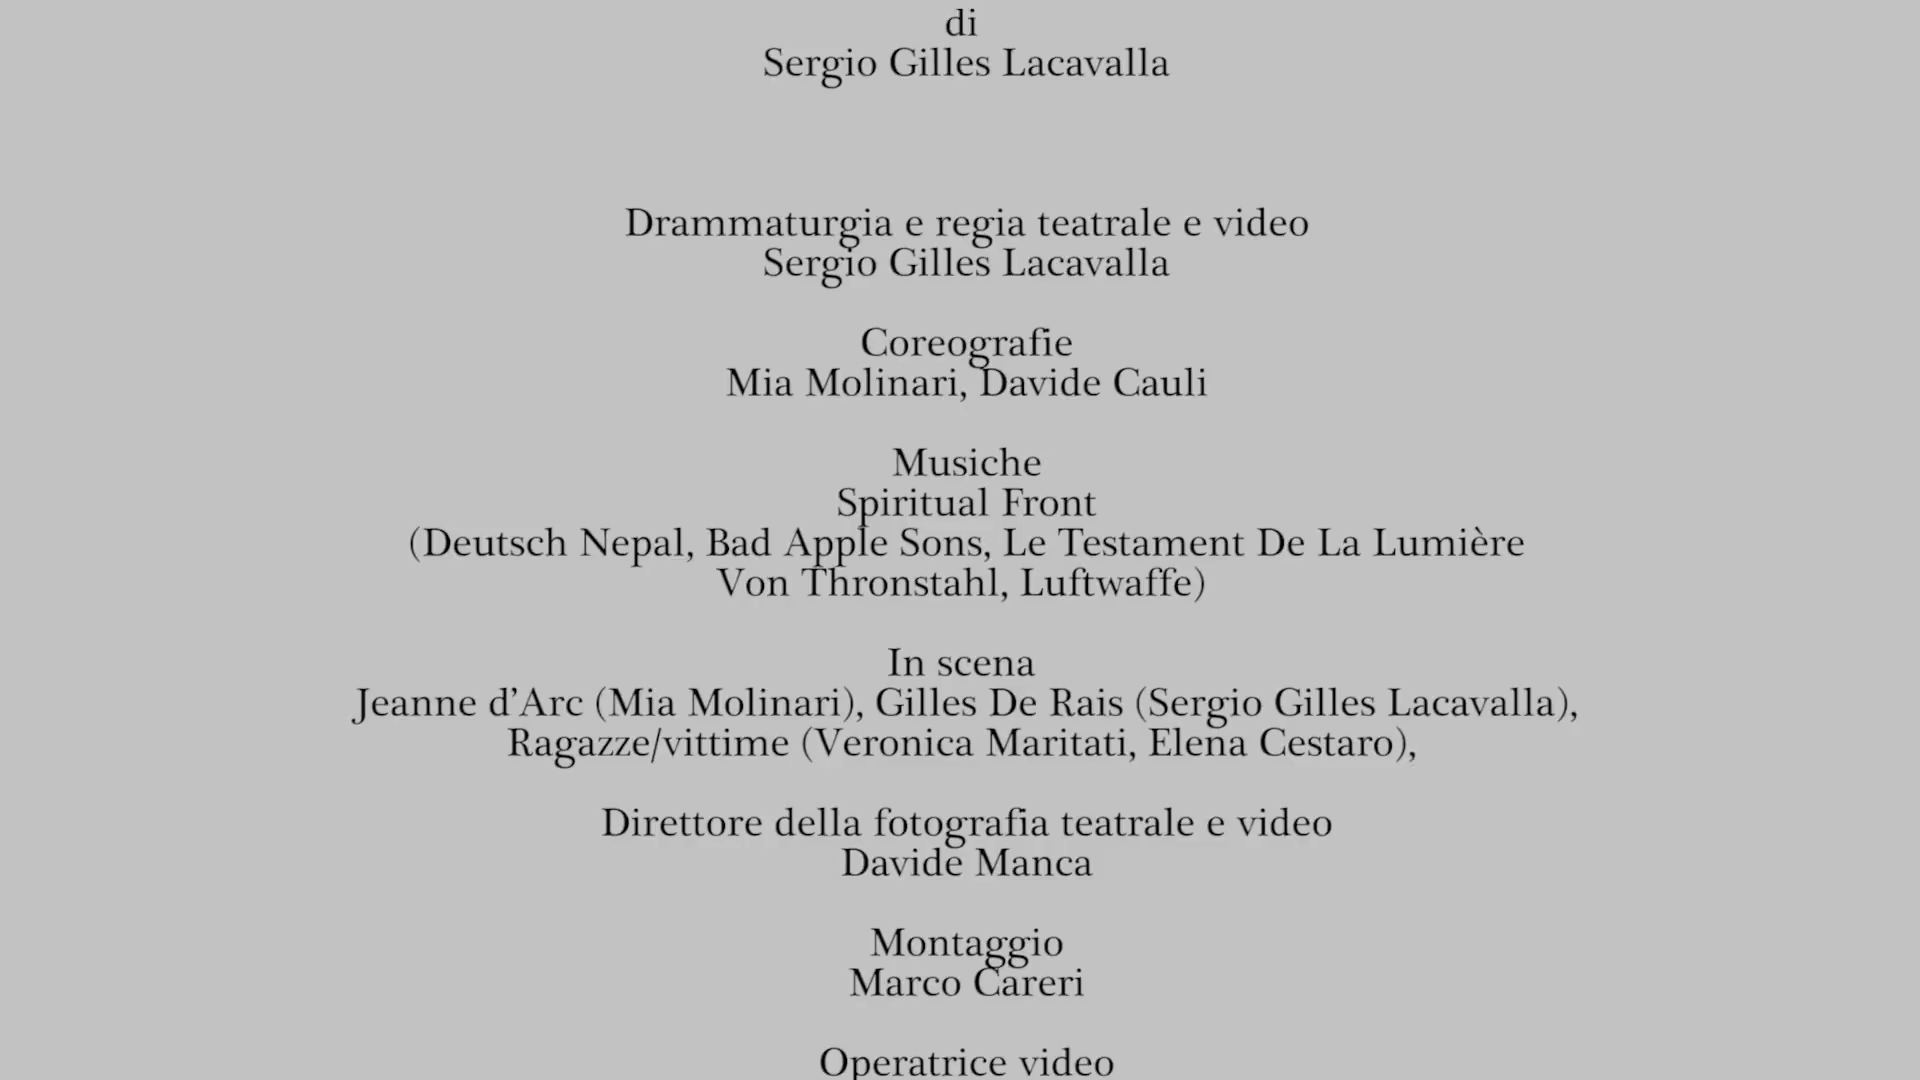 di
Sergio Gilles Lacavalla
Drammaturgia e regia teatrale e video
Sergio Gilles Lacavalla
Coreografie
Mia Molinari, Davide Cauli
Musiche
Spiritual Front
(Deutsch Nepal, Bad Apple Sons, Le Testament De La Lumière
Von Thronstahl, Luftwaffe)
In scena
Jeanne d’Arc (Mia Molinari), Gilles De Rais (Sergio Gilles Lacavalla),
Ragazze/vittime (Veronica Maritati, Elena Cestaro),
Direttore della fotografia teatrale e video
Davide Manca
Montaggio
Marco Careri
Operatrice video